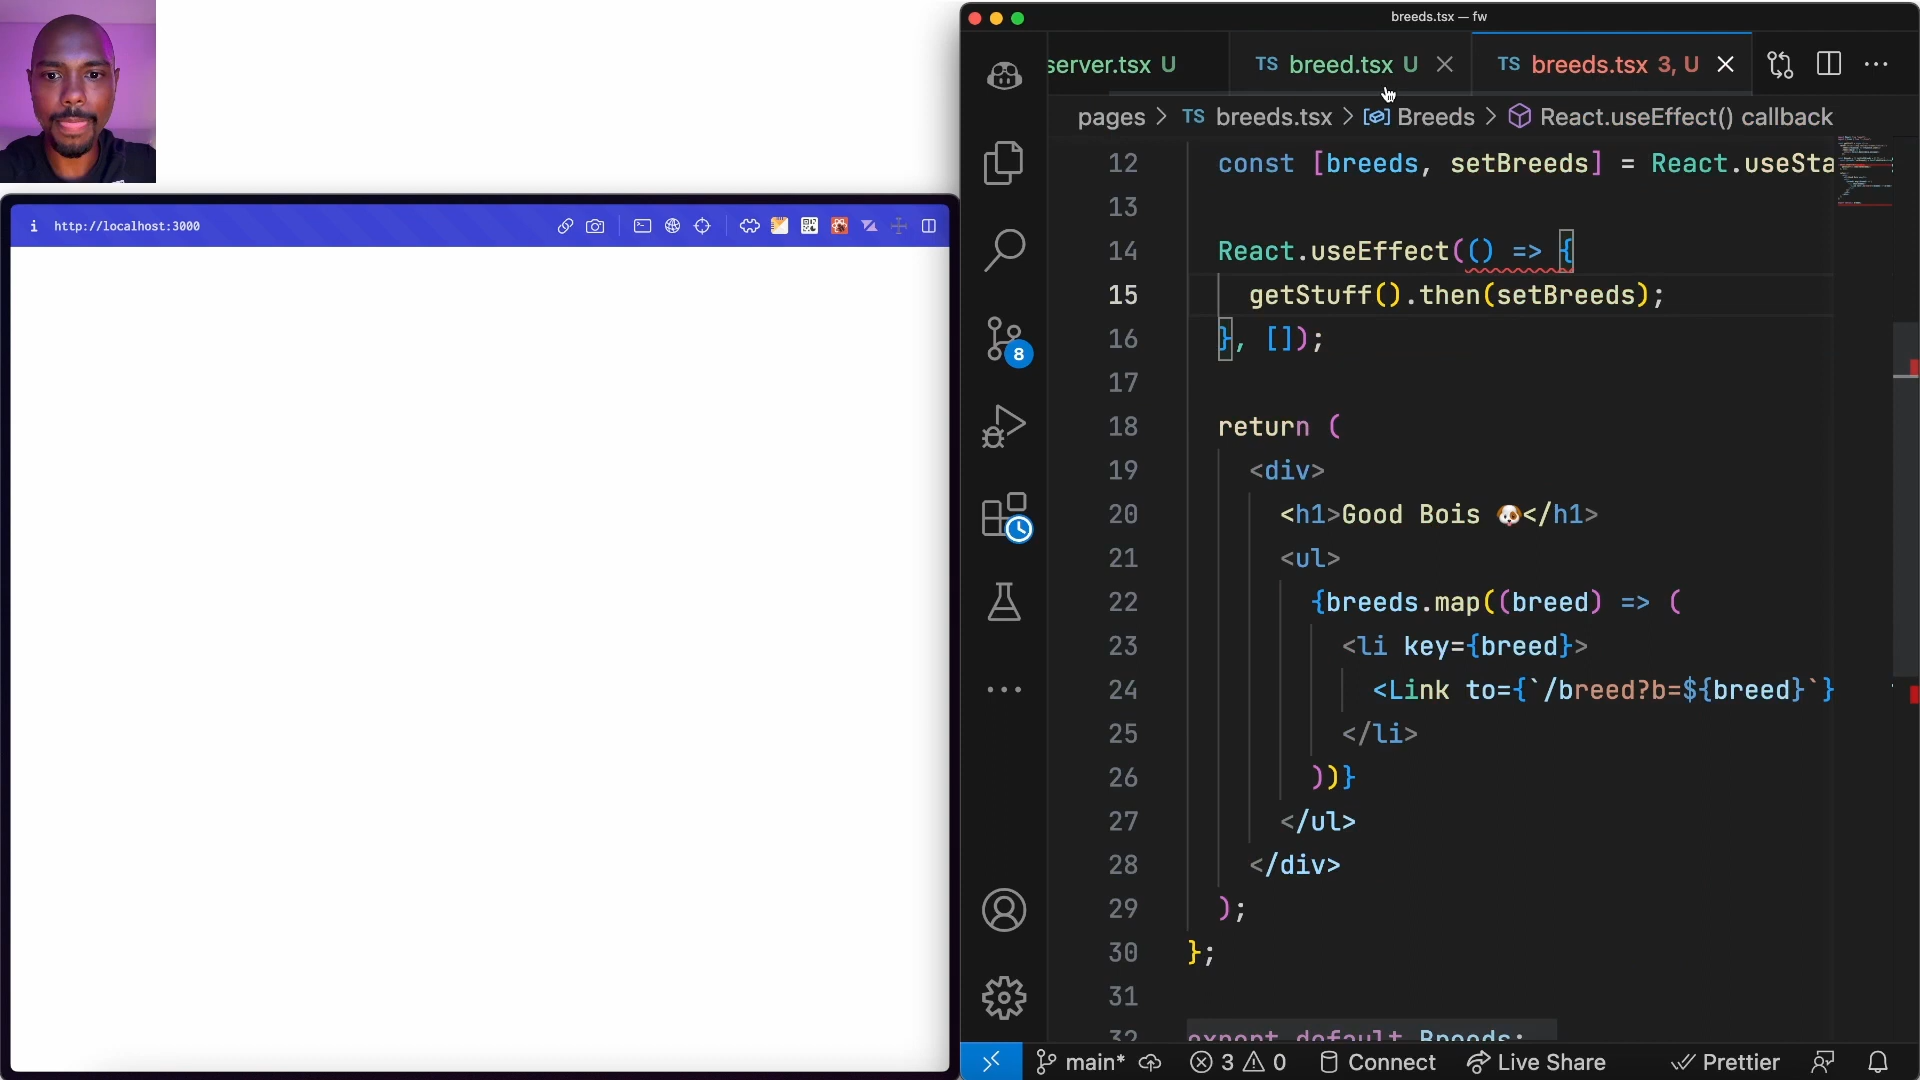 http://localhost:3000
breeds.tsx — fw
server.tsx U
TS breed.tsx U
TS breeds.tsx 3, U
pages > TS breeds.tsx > Breeds > React.useEffect() callback
12 const [breeds, setBreeds] = React.useSta
13
14 React.useEffect(() => {
15 getStuff().then(setBreeds);
16 }, []);
17
18 return (
19 <div>
20 <h1>Good Bois 🐶</h1>
21 <ul>
22 {breeds.map((breed) => (
23 <li key={breed}>
24 <Link to={`/breed?b=${breed}`}
25 </li>
26 ))}
27 </ul>
28 </div>
29 );
30 };
31
32 export default Breeds;
8
main* 3 0 Connect Live Share Prettier